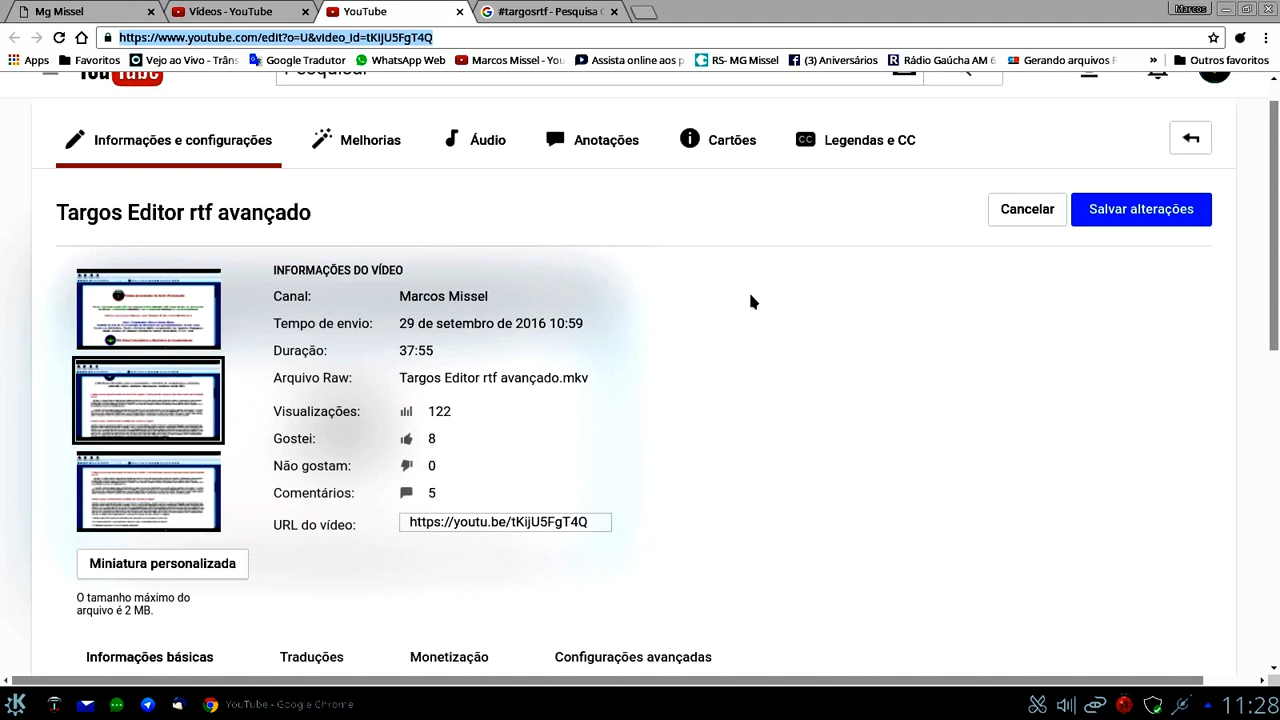 Mg Missel
Vídeos - YouTube
YouTube
#targosrtf - Pesquisa
Marcos
https://www.youtube.com/edit?o=U&video_id=tKijU5FgT4Q
Apps
Favoritos
Vejo ao Vivo - Trâns
Google Tradutor
WhatsApp Web
Marcos Missel - You
Assista online aos p
RS- MG Missel
(3) Aniversários
Rádio Gaúcha AM 6
Gerando arquivos
»
Outros favoritos
YouTube
Pesquisar
Informações e configurações
Melhorias
Áudio
Anotações
Cartões
CC Legendas e CC
Targos Editor rtf avançado
Cancelar
Salvar alterações
INFORMAÇÕES DO VÍDEO
Canal: Marcos Missel
Tempo de envio: 29 de setembro de 2016 10:59
Duração: 37:55
Arquivo Raw: Targos Editor rtf avançado.mkv
Visualizações: 122
Gostei: 8
Não gostam: 0
Comentários: 5
URL do vídeo: https://youtu.be/tKijU5FgT4Q
Miniatura personalizada
O tamanho máximo do
arquivo é 2 MB.
Informações básicas
Traduções
Monetização
Configurações avançadas
YouTube - Google Chrome
11:28